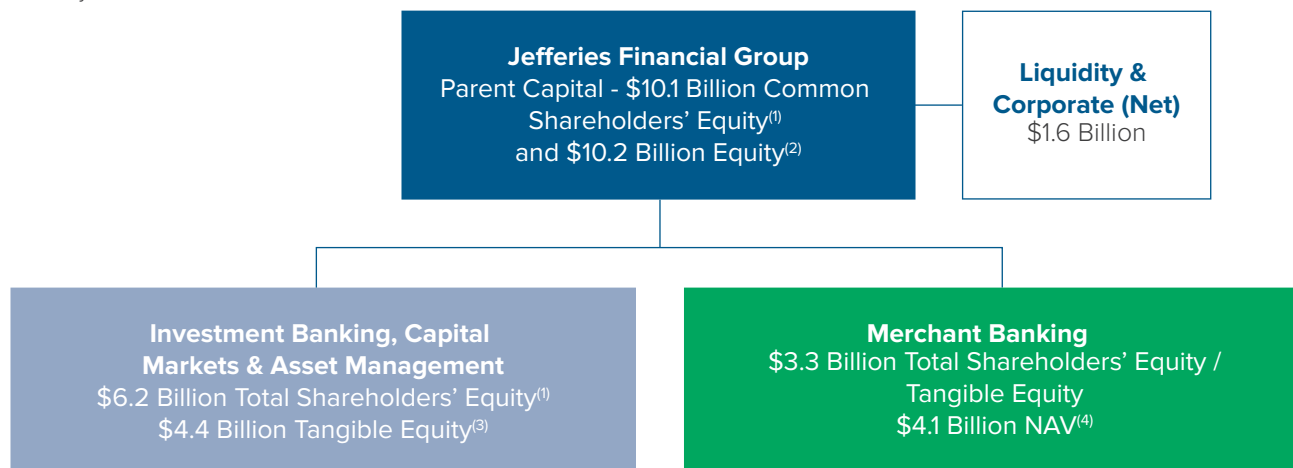 Jefferies Financial Group
Parent Capital - $10.1 Billion Common
Shareholders’ Equity(1)
and $10.2 Billion Equity(2)
Liquidity &
Corporate (Net)
$1.6 Billion
Investment Banking, Capital
Markets & Asset Management
$6.2 Billion Total Shareholders’ Equity(1)
$4.4 Billion Tangible Equity(3)
Merchant Banking
$3.3 Billion Total Shareholders’ Equity /
Tangible Equity
$4.1 Billion NAV(4)